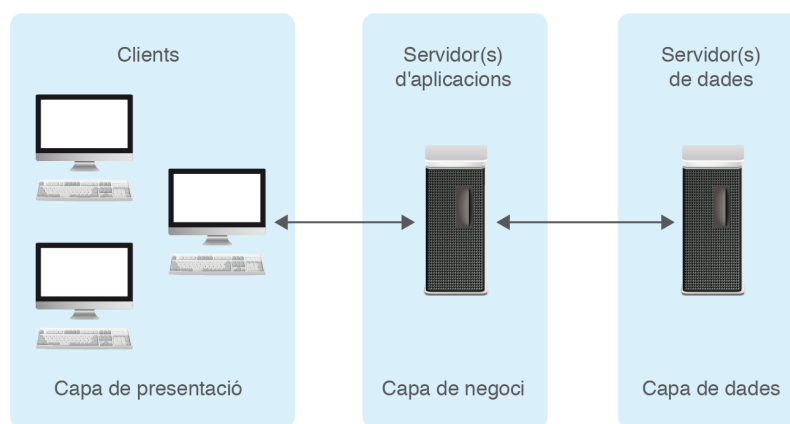 Clients
Servidor(s)
d'aplicacions
Servidor(s)
de dades
Capa de presentació
Capa de negoci
Capa de dades